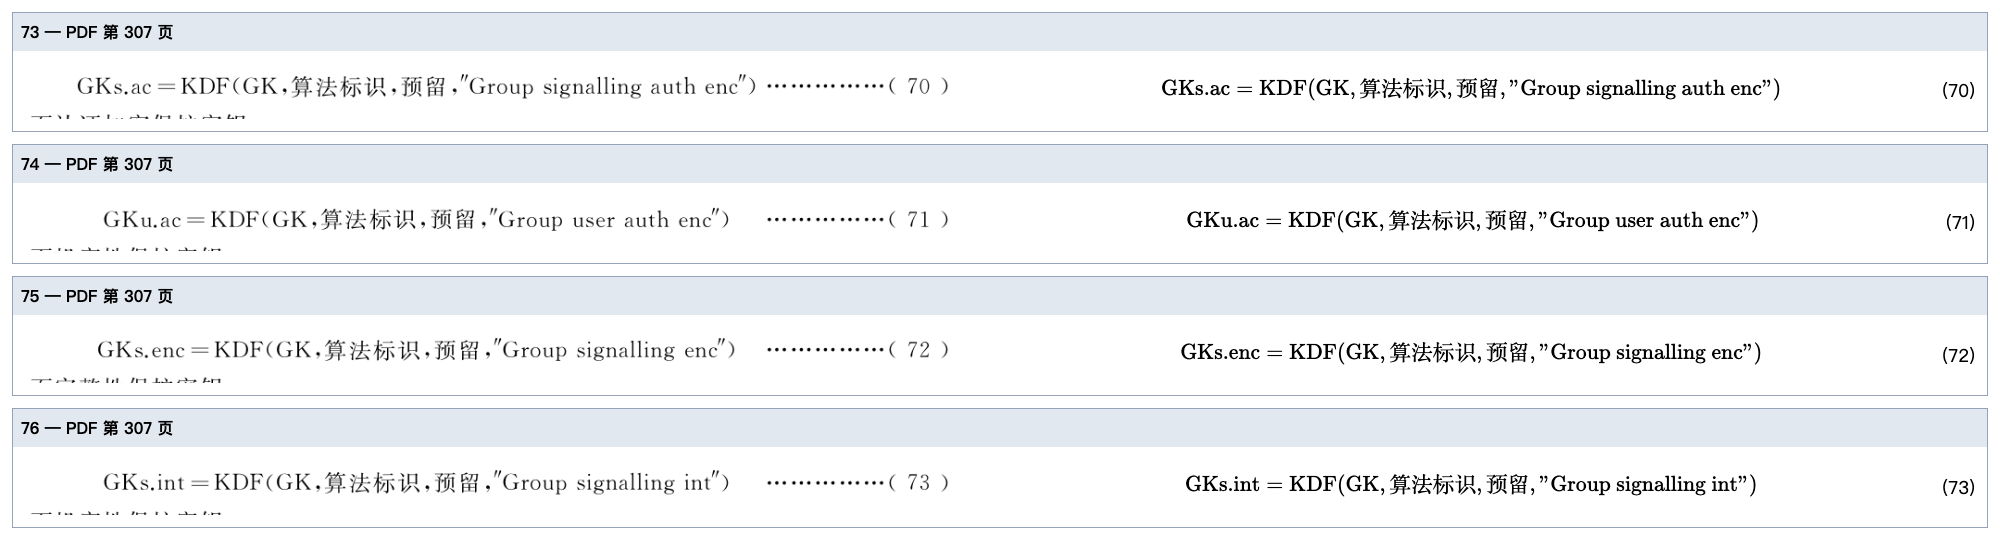 73 — PDF 第 307 页
GKs.ac=KDF(GK,算法标识,预留,″Group signalling auth enc″) ……………( 70 )
GKs.ac = KDF(GK, 算法标识, 预留, ”Group signalling auth enc”) (70)
74 — PDF 第 307 页
GKu.ac=KDF(GK,算法标识,预留,″Group user auth enc″) ……………( 71 )
GKu.ac = KDF(GK, 算法标识, 预留, ”Group user auth enc”) (71)
75 — PDF 第 307 页
GKs.enc=KDF(GK,算法标识,预留,″Group signalling enc″) ……………( 72 )
GKs.enc = KDF(GK, 算法标识, 预留, ”Group signalling enc”) (72)
76 — PDF 第 307 页
GKs.int=KDF(GK,算法标识,预留,″Group signalling int″) ……………( 73 )
GKs.int = KDF(GK, 算法标识, 预留, ”Group signalling int”) (73)